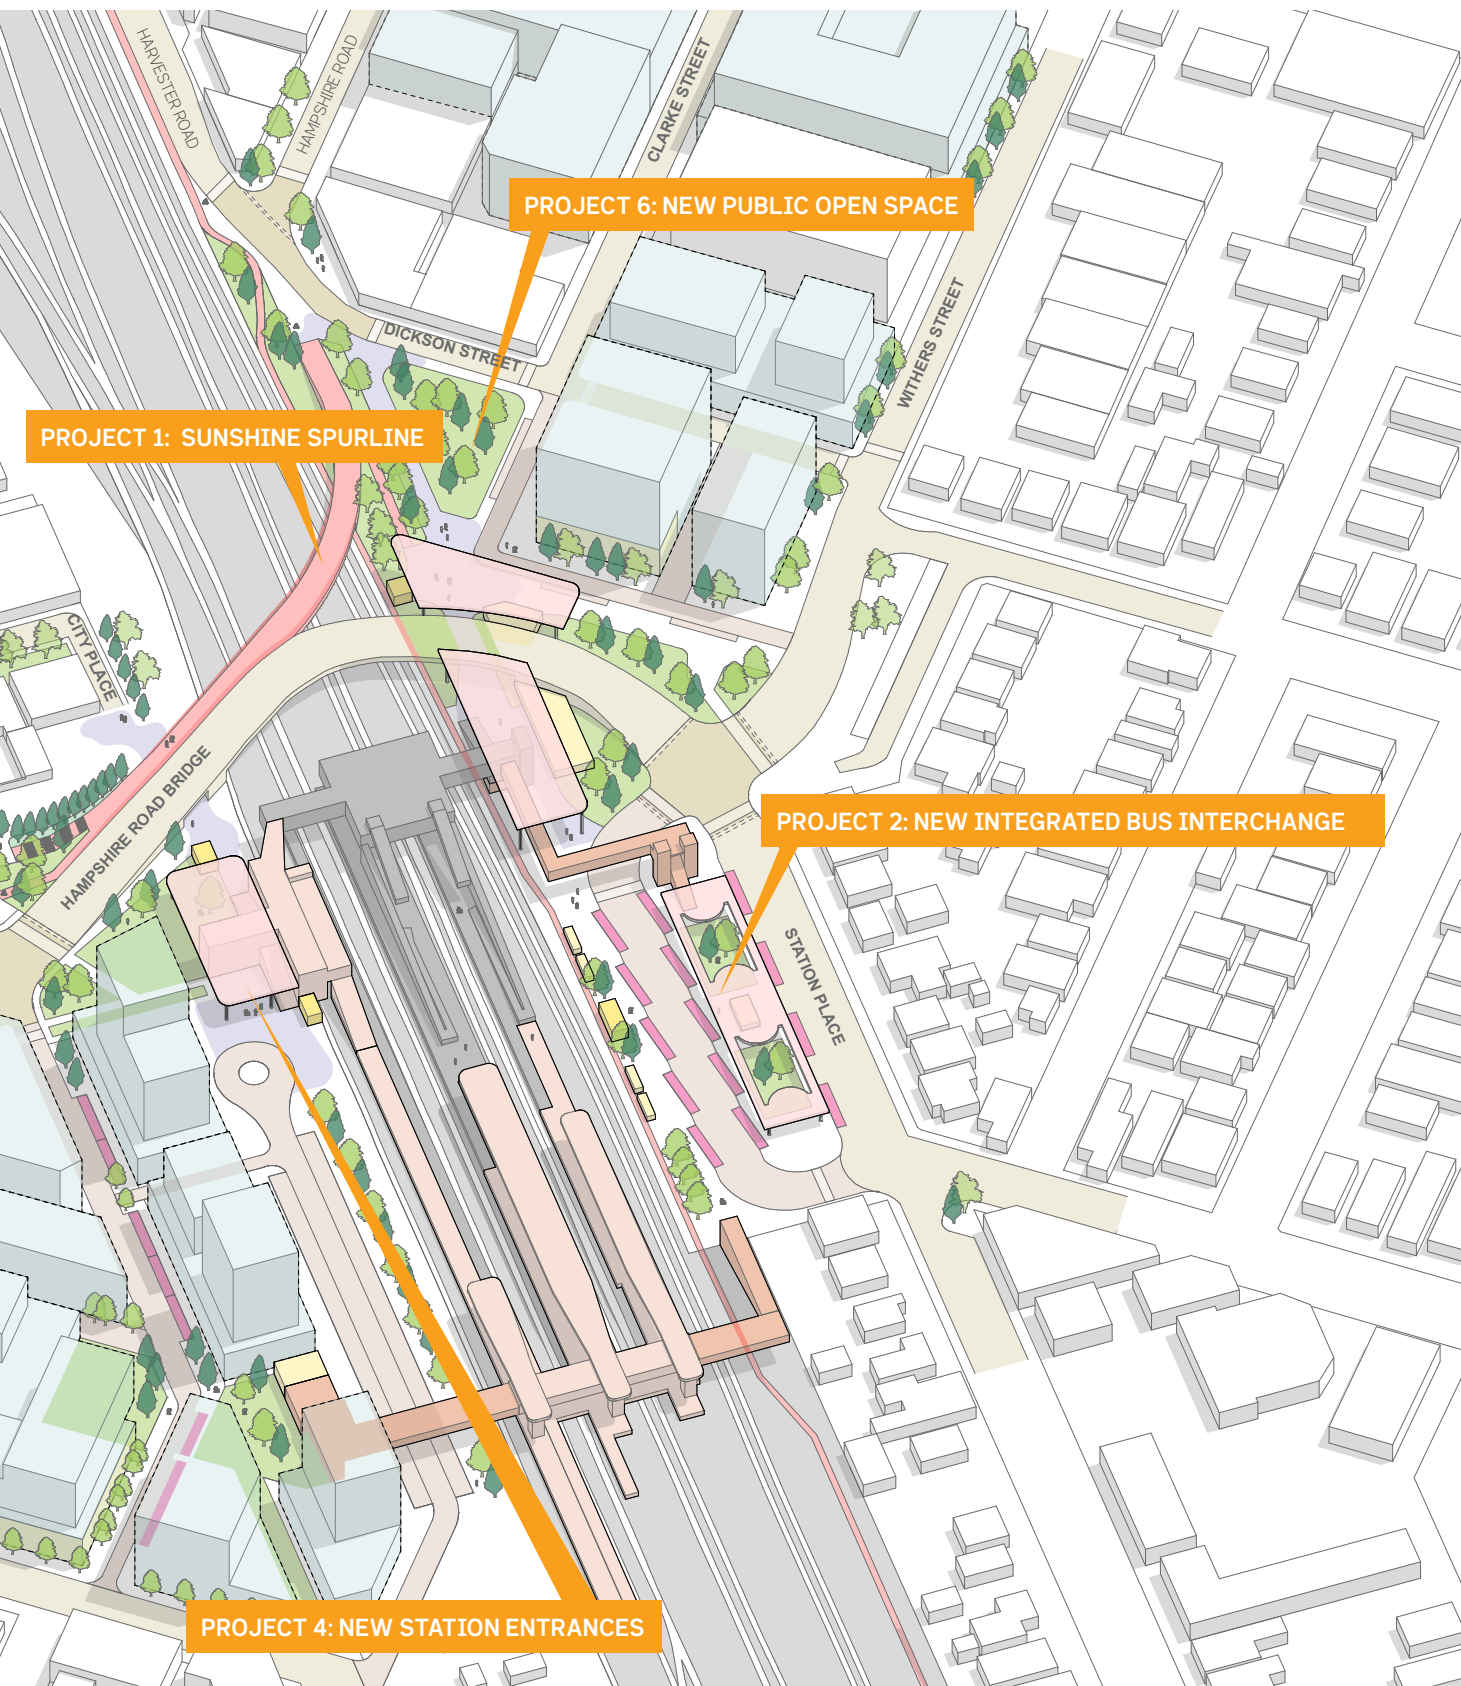 HARVESTER ROAD
HAMPSHIRE ROAD
CLARKE STREET
PROJECT 6: NEW PUBLIC OPEN SPACE
DICKSON STREET
WITHERS STREET
PROJECT 1: SUNSHINE SPURLINE
CITY PLACE
HAMPSHIRE ROAD BRIDGE
PROJECT 2: NEW INTEGRATED BUS INTERCHANGE
STATION PLACE
PROJECT 4: NEW STATION ENTRANCES